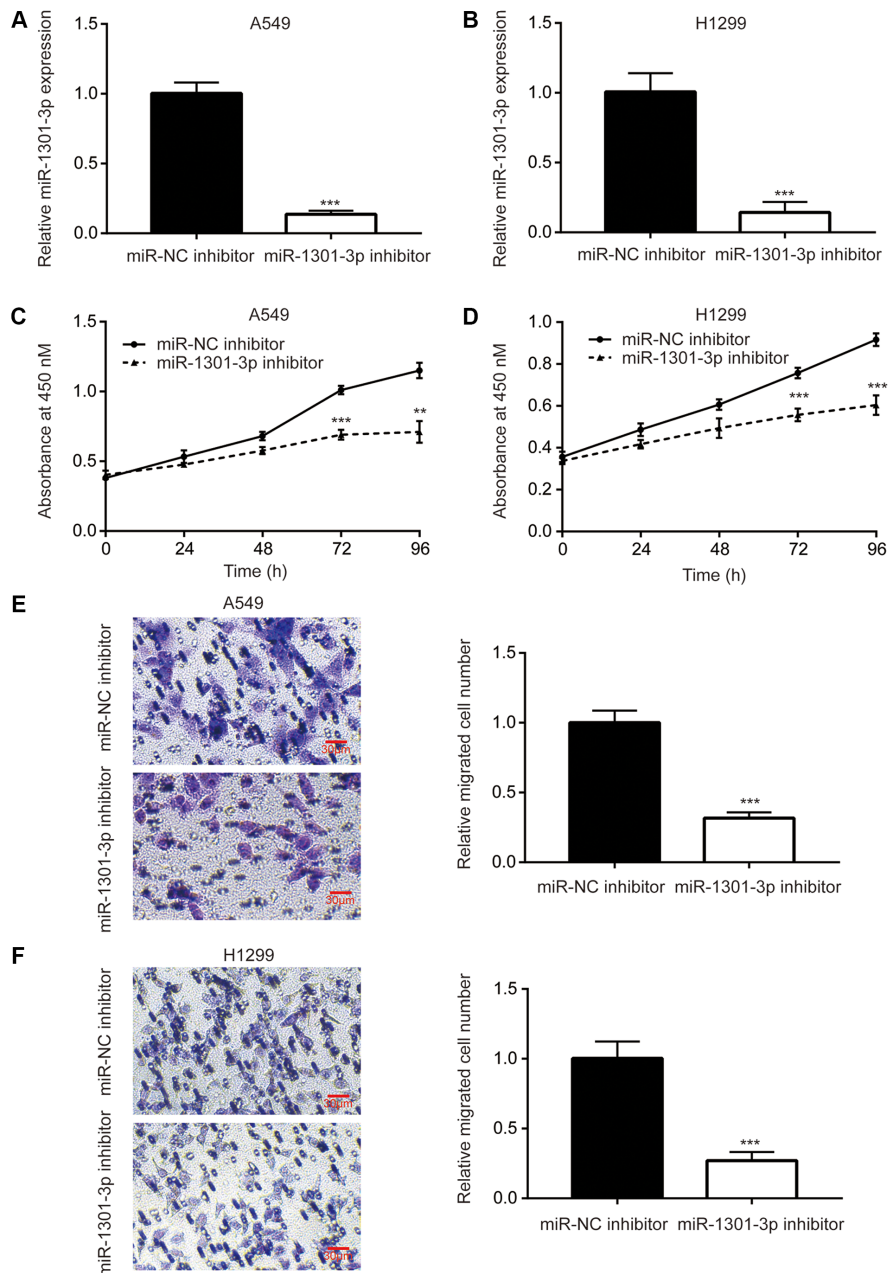 A
A549
Relative miR-1301-3p expression
1.5
1.0
0.5
0.0
***
miR-NC inhibitor
miR-1301-3p inhibitor
B
H1299
Relative miR-1301-3p expression
1.5
1.0
0.5
0.0
***
miR-NC inhibitor
miR-1301-3p inhibitor
C
A549
Absorbance at 450 nM
1.5
1.0
0.5
0.0
miR-NC inhibitor
miR-1301-3p inhibitor
***
**
0 24 48 72 96
Time (h)
D
H1299
Absorbance at 450 nM
1.0
0.8
0.6
0.4
0.2
0.0
miR-NC inhibitor
miR-1301-3p inhibitor
***
***
0 24 48 72 96
Time (h)
E
A549
miR-NC inhibitor
30μm
miR-1301-3p inhibitor
30μm
Relative migrated cell number
1.5
1.0
0.5
0.0
***
miR-NC inhibitor
miR-1301-3p inhibitor
F
H1299
miR-NC inhibitor
30μm
miR-1301-3p inhibitor
30μm
Relative migrated cell number
1.5
1.0
0.5
0.0
***
miR-NC inhibitor
miR-1301-3p inhibitor